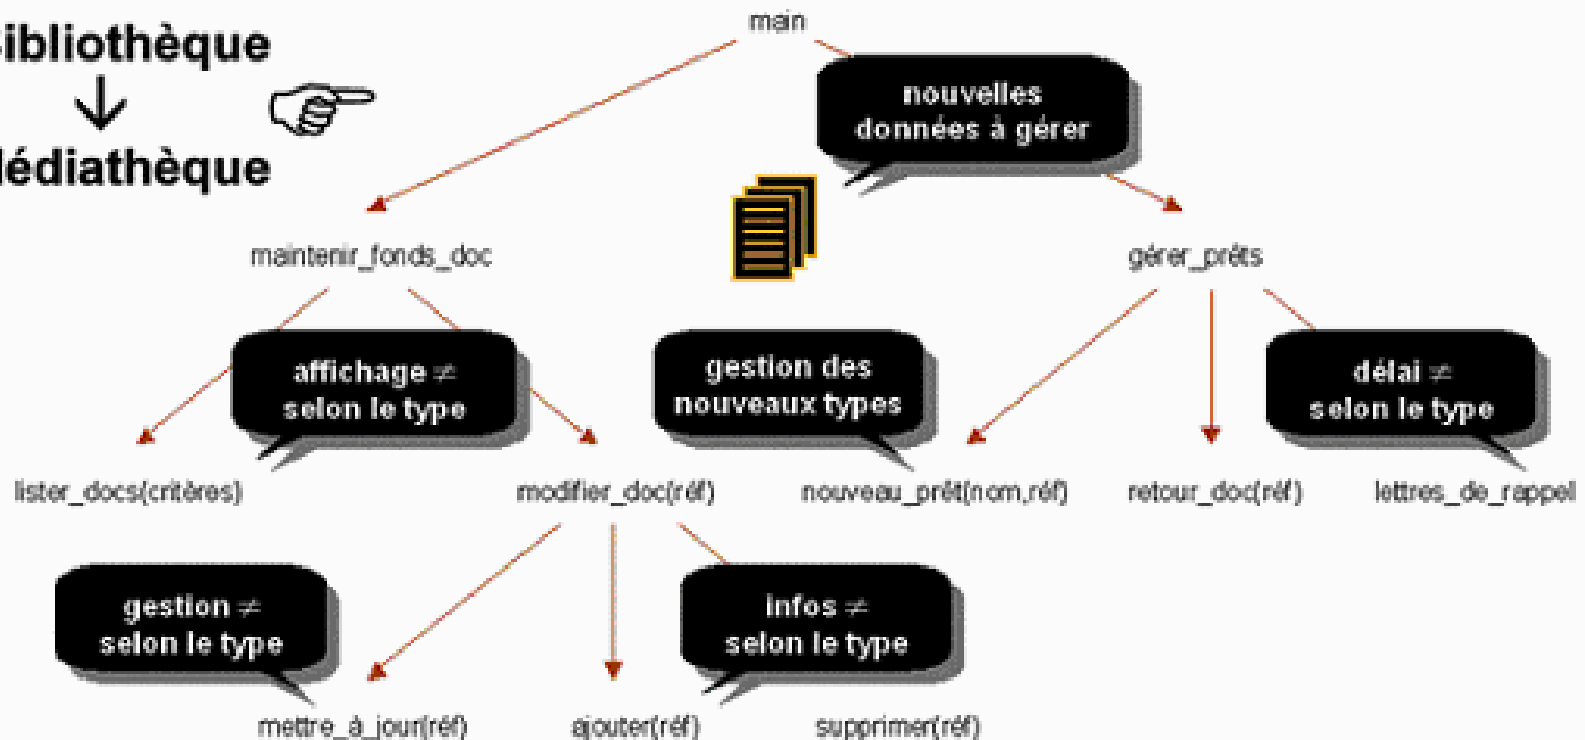 main
ibliothèque
↓
édiathèque
nouvelles
données à gérer
maintenir_fonds_doc
gérer_prêts
affichage ≠
selon le type
gestion des
nouveaux types
délai ≠
selon le type
lister_docs(critères)
modifier_doc(réf)
nouveau_prêt(nom,réf)
retour_doc(réf)
lettres_de_rappel
gestion ≠
selon le type
infos ≠
selon le type
mettre_à_jour(réf)
ajouter(réf)
supprimer(réf)